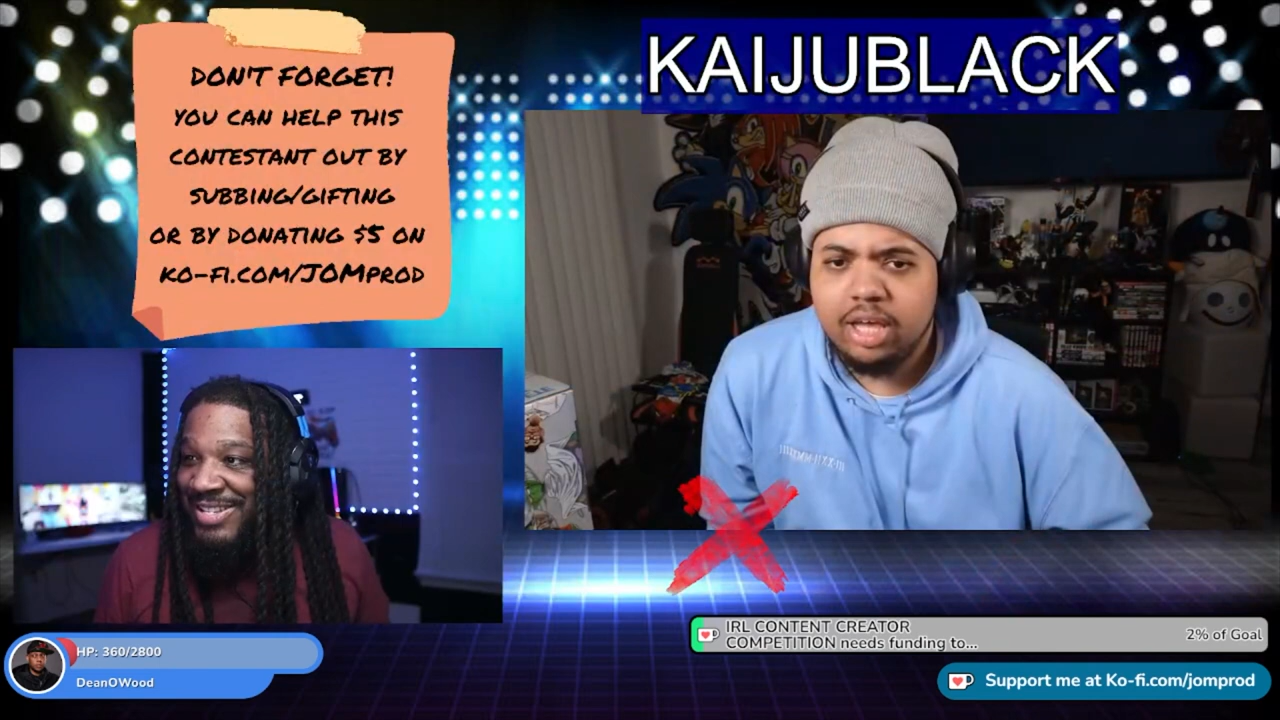 DON'T FORGET!
YOU CAN HELP THIS
CONTESTANT OUT BY
SUBBING/GIFTING
OR BY DONATING $5 ON
KO-FI.COM/JOMPROD
KAIJUBLACK
HP: 360/2800
DeanOWood
IRL CONTENT CREATOR
COMPETITION needs funding to...
2% of Goal
Support me at Ko-fi.com/jomprod